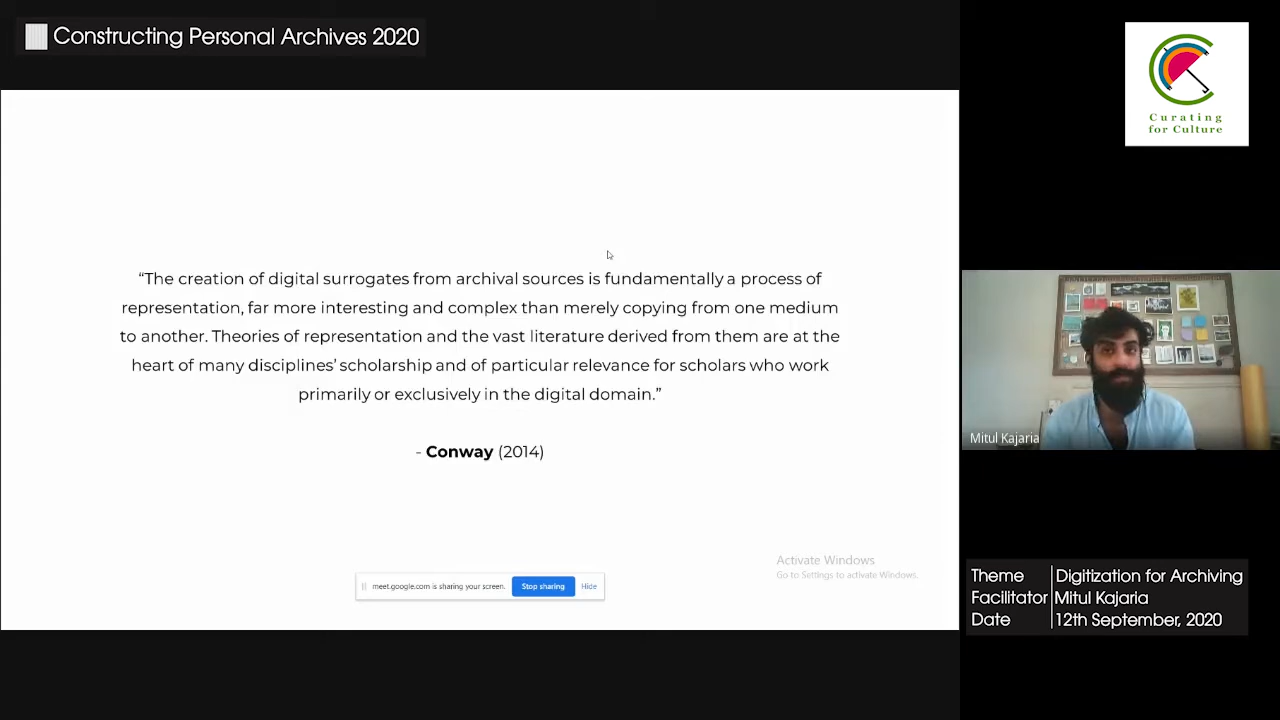 Constructing Personal Archives 2020
Curating
for Culture
“The creation of digital surrogates from archival sources is fundamentally a process of
representation, far more interesting and complex than merely copying from one medium
to another. Theories of representation and the vast literature derived from them are at the
heart of many disciplines’ scholarship and of particular relevance for scholars who work
primarily or exclusively in the digital domain.”
- Conway (2014)
Mitul Kajaria
Activate Windows
Go to Settings to activate Windows.
meet.google.com is sharing your screen. Stop sharing Hide
Theme Digitization for Archiving
Facilitator Mitul Kajaria
Date 12th September, 2020